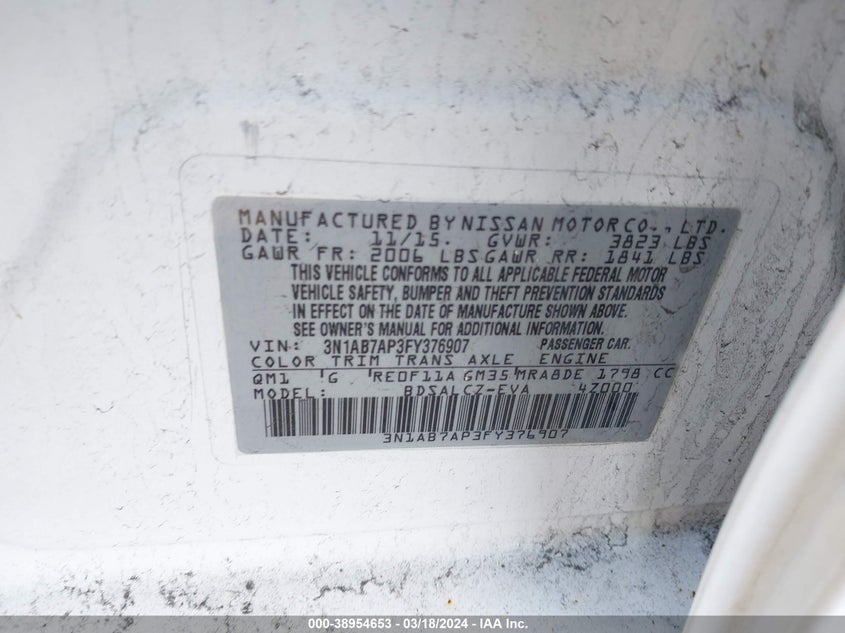 MANUFACTURED BY NISSAN MOTOR CO., LTD.
DATE: 11/15. GVWR: 3823 LBS
GAWR FR: 2006 LBS GAWR RR: 1841 LBS
THIS VEHICLE CONFORMS TO ALL APPLICABLE FEDERAL MOTOR
VEHICLE SAFETY, BUMPER AND THEFT PREVENTION STANDARDS
IN EFFECT ON THE DATE OF MANUFACTURE SHOWN ABOVE.
SEE OWNER'S MANUAL FOR ADDITIONAL INFORMATION.
VIN: 3N1AB7AP3FY376907 PASSENGER CAR.
COLOR TRIM TRANS AXLE ENGINE
QM1 'G 'RE0F11A GM35 'MRA8DE 1798 CC
MODEL: BDSALCZ-EVA 4Z000
3N1AB7AP3FY376907
000-38954653 - 03/18/2024 - IAA Inc.